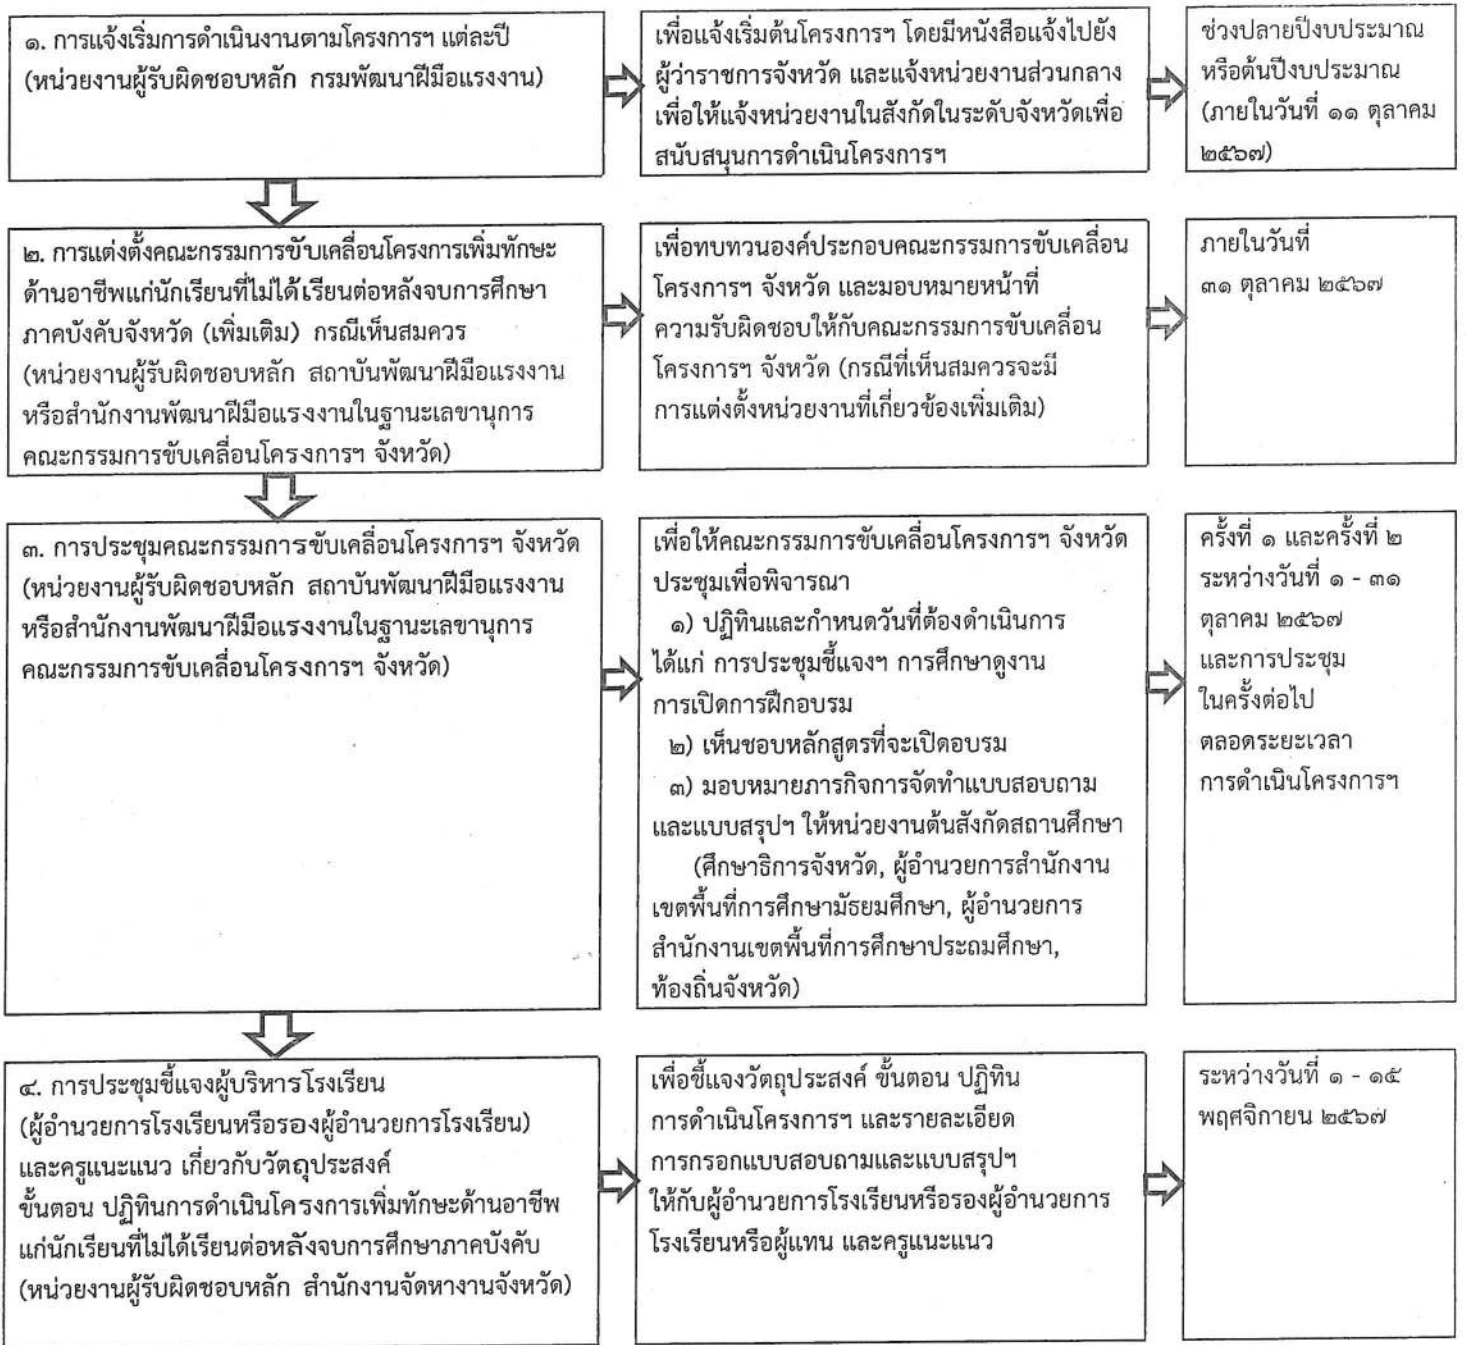 ๑. การแจ้งเริ่มการดำเนินงานตามโครงการฯ แต่ละปี
(หน่วยงานผู้รับผิดชอบหลัก กรมพัฒนาฝีมือแรงงาน)
เพื่อแจ้งเริ่มต้นโครงการฯ โดยมีหนังสือแจ้งไปยัง
ผู้ว่าราชการจังหวัด และแจ้งหน่วยงานส่วนกลาง
เพื่อให้แจ้งหน่วยงานในสังกัดในระดับจังหวัดเพื่อ
สนับสนุนการดำเนินโครงการฯ
ช่วงปลายปีงบประมาณ
หรือต้นปีงบประมาณ
(ภายในวันที่ ๑๑ ตุลาคม
๒๕๖๗)
๒. การแต่งตั้งคณะกรรมการขับเคลื่อนโครงการเพิ่มทักษะ
ด้านอาชีพแก่นักเรียนที่ไม่ได้เรียนต่อหลังจบการศึกษา
ภาคบังคับจังหวัด (เพิ่มเติม) กรณีเห็นสมควร
(หน่วยงานผู้รับผิดชอบหลัก สถาบันพัฒนาฝีมือแรงงาน
หรือสำนักงานพัฒนาฝีมือแรงงานในฐานะเลขานุการ
คณะกรรมการขับเคลื่อนโครงการฯ จังหวัด)
เพื่อทบทวนองค์ประกอบคณะกรรมการขับเคลื่อน
โครงการฯ จังหวัด และมอบหมายหน้าที่
ความรับผิดชอบให้กับคณะกรรมการขับเคลื่อน
โครงการฯ จังหวัด (กรณีที่เห็นสมควรจะมี
การแต่งตั้งหน่วยงานที่เกี่ยวข้องเพิ่มเติม)
ภายในวันที่
๓๑ ตุลาคม ๒๕๖๗
๓. การประชุมคณะกรรมการขับเคลื่อนโครงการฯ จังหวัด
(หน่วยงานผู้รับผิดชอบหลัก สถาบันพัฒนาฝีมือแรงงาน
หรือสำนักงานพัฒนาฝีมือแรงงานในฐานะเลขานุการ
คณะกรรมการขับเคลื่อนโครงการฯ จังหวัด)
เพื่อให้คณะกรรมการขับเคลื่อนโครงการฯ จังหวัด
ประชุมเพื่อพิจารณา
๑) ปฏิทินและกำหนดวันที่ต้องดำเนินการ
ได้แก่ การประชุมชี้แจงฯ การศึกษาดูงาน
การเปิดการฝึกอบรม
๒) เห็นชอบหลักสูตรที่จะเปิดอบรม
๓) มอบหมายภารกิจการจัดทำแบบสอบถาม
และแบบสรุปฯ ให้หน่วยงานต้นสังกัดสถานศึกษา
(ศึกษาธิการจังหวัด, ผู้อำนวยการสำนักงาน
เขตพื้นที่การศึกษามัธยมศึกษา, ผู้อำนวยการ
สำนักงานเขตพื้นที่การศึกษาประถมศึกษา,
ท้องถิ่นจังหวัด)
ครั้งที่ ๑ และครั้งที่ ๒
ระหว่างวันที่ ๑ - ๓๑
ตุลาคม ๒๕๖๗
และการประชุม
ในครั้งต่อไป
ตลอดระยะเวลา
การดำเนินโครงการฯ
๔. การประชุมชี้แจงผู้บริหารโรงเรียน
(ผู้อำนวยการโรงเรียนหรือรองผู้อำนวยการโรงเรียน)
และครูแนะแนว เกี่ยวกับวัตถุประสงค์
ขั้นตอน ปฏิทินการดำเนินโครงการเพิ่มทักษะด้านอาชีพ
แก่นักเรียนที่ไม่ได้เรียนต่อหลังจบการศึกษาภาคบังคับ
(หน่วยงานผู้รับผิดชอบหลัก สำนักงานจัดหางานจังหวัด)
เพื่อชี้แจงวัตถุประสงค์ ขั้นตอน ปฏิทิน
การดำเนินโครงการฯ และรายละเอียด
การกรอกแบบสอบถามและแบบสรุปฯ
ให้กับผู้อำนวยการโรงเรียนหรือรองผู้อำนวยการ
โรงเรียนหรือผู้แทน และครูแนะแนว
ระหว่างวันที่ ๑ - ๑๕
พฤศจิกายน ๒๕๖๗